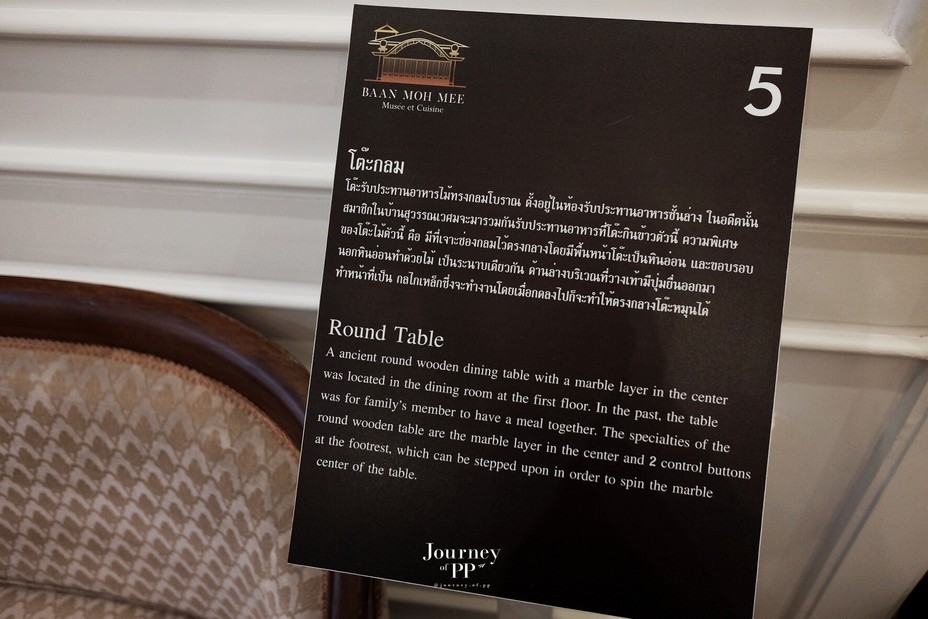 BAAN MOH MEE
Musée et Cuisine
5
โต๊ะกลม
โต๊ะรับประทานอาหารไม้ทรงกลมโบราณ ตั้งอยู่ในห้องรับประทานอาหารชั้นล่าง ในอดีตนั้น
สมาชิกในบ้านสุวรรณเวศมจะมารวมกันรับประทานอาหารที่โต๊ะกินข้าวตัวนี้ ความพิเศษ
ของโต๊ะไม้ตัวนี้ คือ มีที่เจาะช่องกลมไว้ตรงกลางโดยมีพื้นหน้าโต๊ะเป็นหินอ่อน และขอบรอบ
นอกหินอ่อนทำด้วยไม้ เป็นระนาบเดียวกัน ด้านล่างบริเวณที่วางเท้ามีปุ่มยื่นออกมา
ทำหน้าที่เป็น กลไกเหล็กซึ่งจะทำงานโดยเมื่อกดลงไปก็จะทำให้ตรงกลางโต๊ะหมุนได้
Round Table
A ancient round wooden dining table with a marble layer in the center
was located in the dining room at the first floor. In the past, the table
was for family's member to have a meal together. The specialties of the
round wooden table are the marble layer in the center and 2 control buttons
at the footrest, which can be stepped upon in order to spin the marble
center of the table.
Journey
of PP
@journey.of.pp